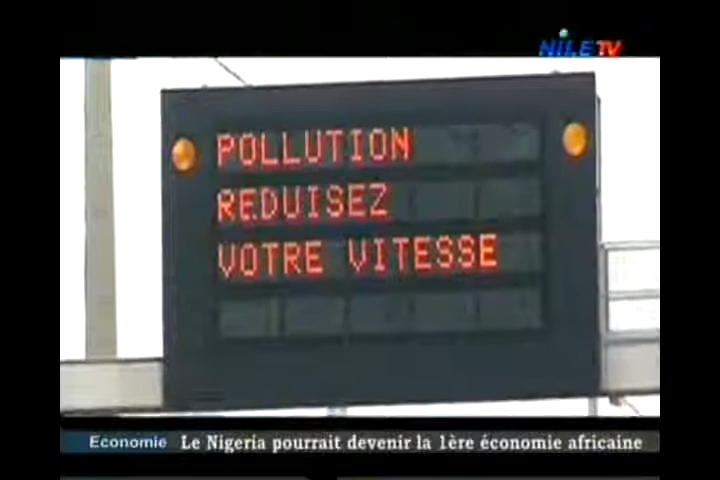 NiLE TV
POLLUTION
REDUISEZ
VOTRE VITESSE
Economie Le Nigeria pourrait devenir la 1ère économie africaine